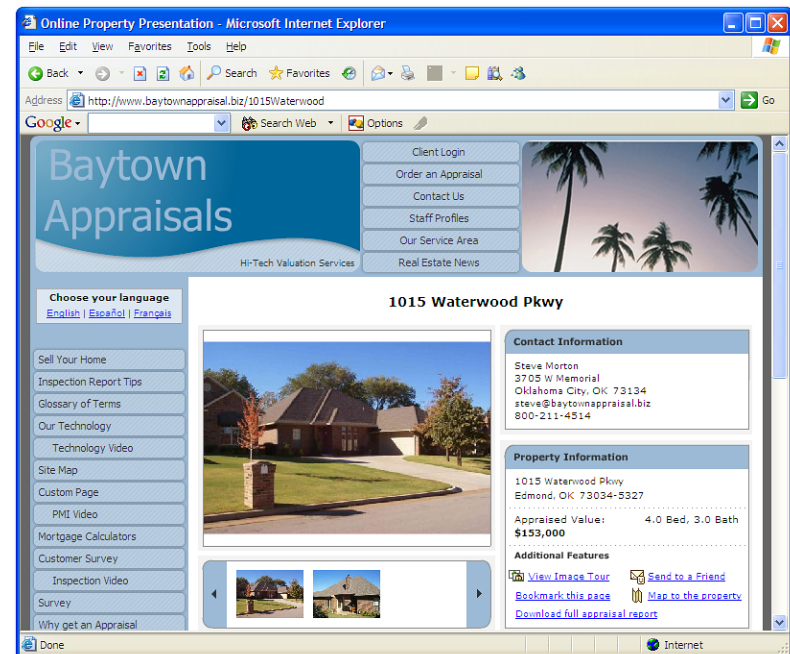 Online Property Presentation - Microsoft Internet Explorer
File Edit View Favorites Tools Help
Back Search Favorites
Address http://www.baytownappraisal.biz/1015Waterwood Go
Google Search Web Options
Baytown
Appraisals
Hi-Tech Valuation Services
Client Login
Order an Appraisal
Contact Us
Staff Profiles
Our Service Area
Real Estate News
Choose your language
English | Español | Français
Sell Your Home
Inspection Report Tips
Glossary of Terms
Our Technology
Technology Video
Site Map
Custom Page
PMI Video
Mortgage Calculators
Customer Survey
Inspection Video
Survey
Why get an Appraisal
1015 Waterwood Pkwy
Contact Information
Steve Morton
3705 W Memorial
Oklahoma City, OK 73134
steve@baytownappraisal.biz
800-211-4514
Property Information
1015 Waterwood Pkwy
Edmond, OK 73034-5327
Appraised Value: 4.0 Bed, 3.0 Bath
$153,000
Additional Features
View Image Tour Send to a Friend
Bookmark this page Map to the property
Download full appraisal report
Done Internet